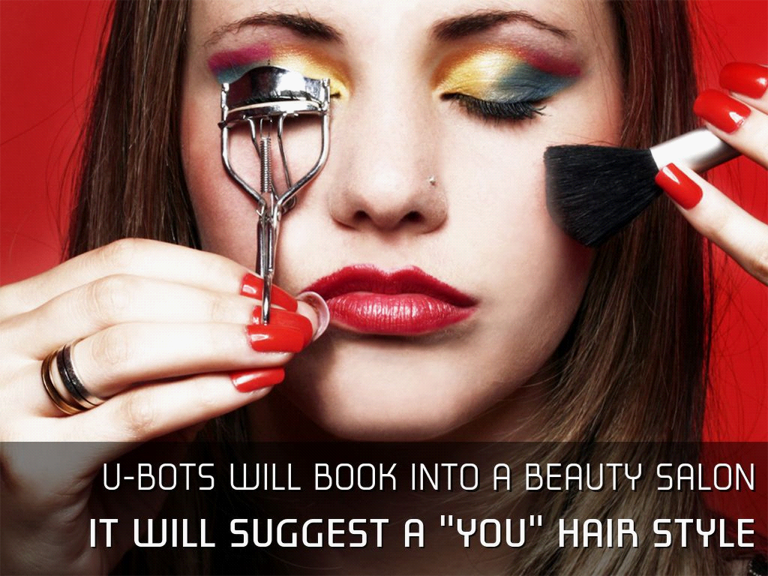 U-BOTS WILL BOOK INTO A BEAUTY SALON
IT WILL SUGGEST A "YOU" HAIR STYLE